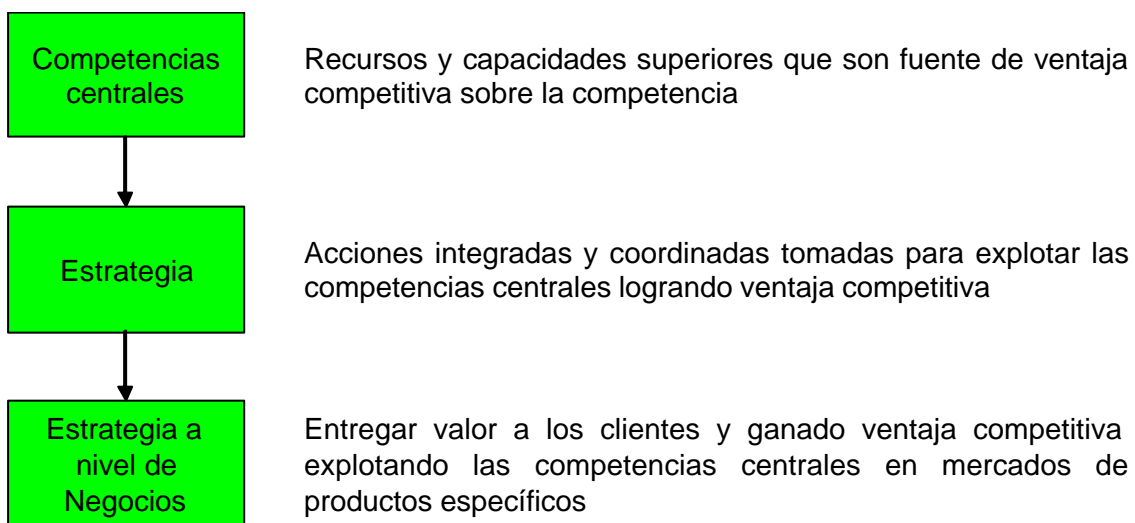 Competencias
centrales
Recursos y capacidades superiores que son fuente de ventaja
competitiva sobre la competencia
Estrategia
Acciones integradas y coordinadas tomadas para explotar las
competencias centrales logrando ventaja competitiva
Estrategia a
nivel de
Negocios
Entregar valor a los clientes y ganado ventaja competitiva
explotando las competencias centrales en mercados de
productos específicos